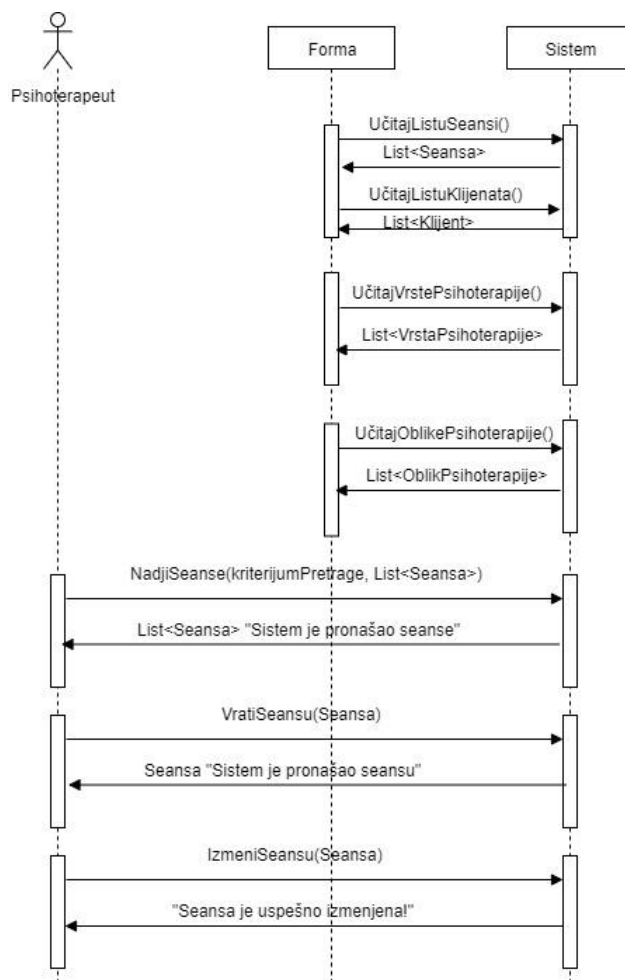 Forma
Sistem
Psihoterapeut
UčitajListuSeansi()
List<Seansa>
UčitajListuKlijenata()
List<Klijent>
UčitajVrstePsihoterapije()
List<VrstaPsihoterapije>
UčitajOblikePsihoterapije()
List<OblikPsihoterapije>
NadjiSeanse(kriterijumPretrage, List<Seansa>)
List<Seansa> "Sistem je pronašao seanse"
VratiSeansu(Seansa)
Seansa "Sistem je pronašao seansu"
IzmeniSeansu(Seansa)
"Seansa je uspešno izmenjena!"